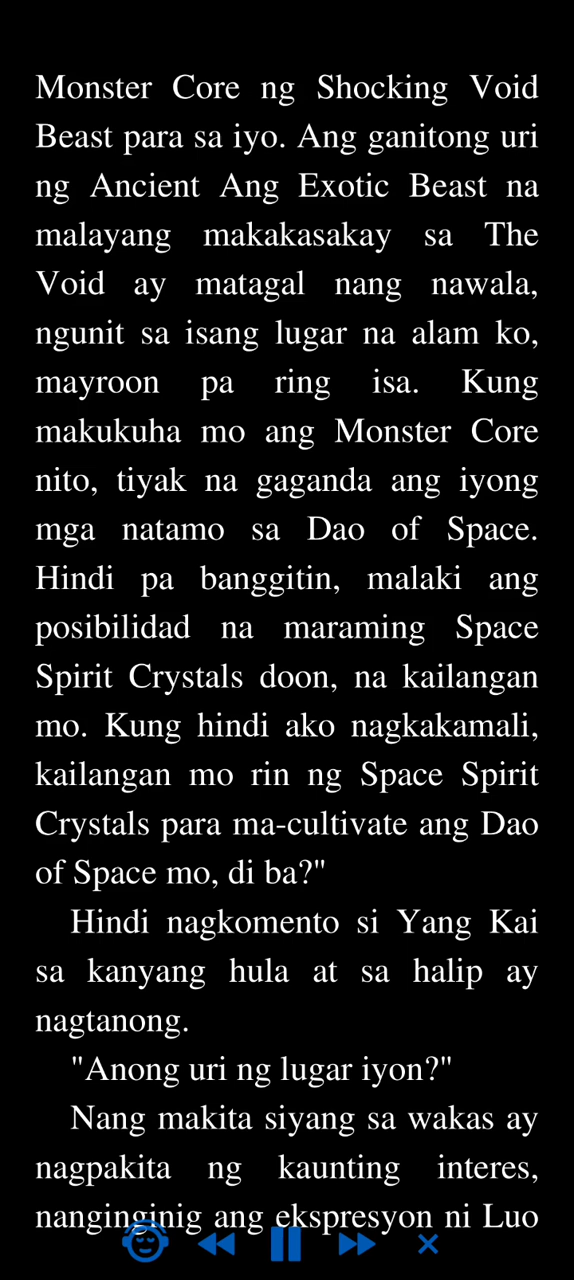 Monster Core ng Shocking Void
Beast para sa iyo. Ang ganitong uri
ng Ancient Ang Exotic Beast na
malayang makakasakay sa The
Void ay matagal nang nawala,
ngunit sa isang lugar na alam ko,
mayroon pa ring isa. Kung
makukuha mo ang Monster Core
nito, tiyak na gaganda ang iyong
mga natamo sa Dao of Space.
Hindi pa banggitin, malaki ang
posibilidad na maraming Space
Spirit Crystals doon, na kailangan
mo. Kung hindi ako nagkakamali,
kailangan mo rin ng Space Spirit
Crystals para ma-cultivate ang Dao
of Space mo, di ba?"
Hindi nagkomento si Yang Kai
sa kanyang hula at sa halip ay
nagtanong.
"Anong uri ng lugar iyon?"
Nang makita siyang sa wakas ay
nagpakita ng kaunting interes,
nanginginig ang ekspresyon ni Luo